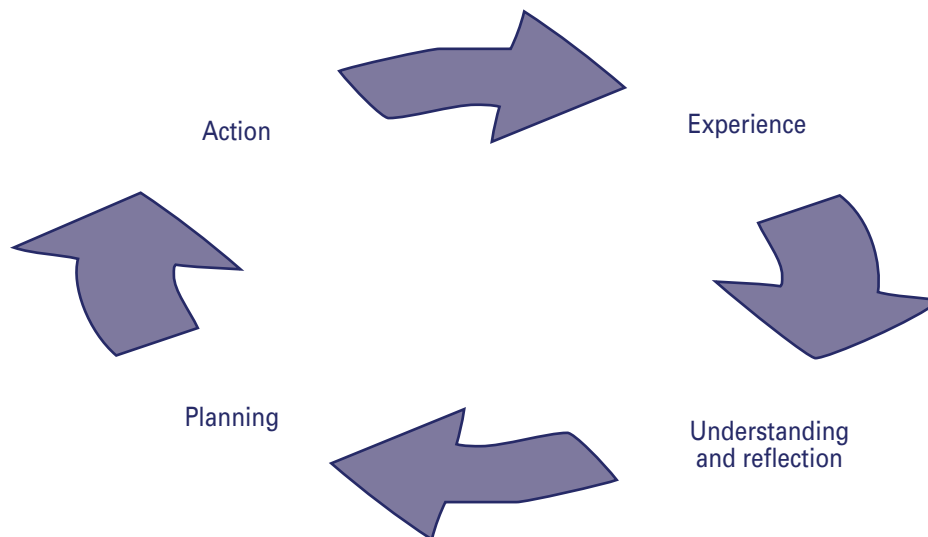 Action
Experience
Planning
Understanding
and reflection